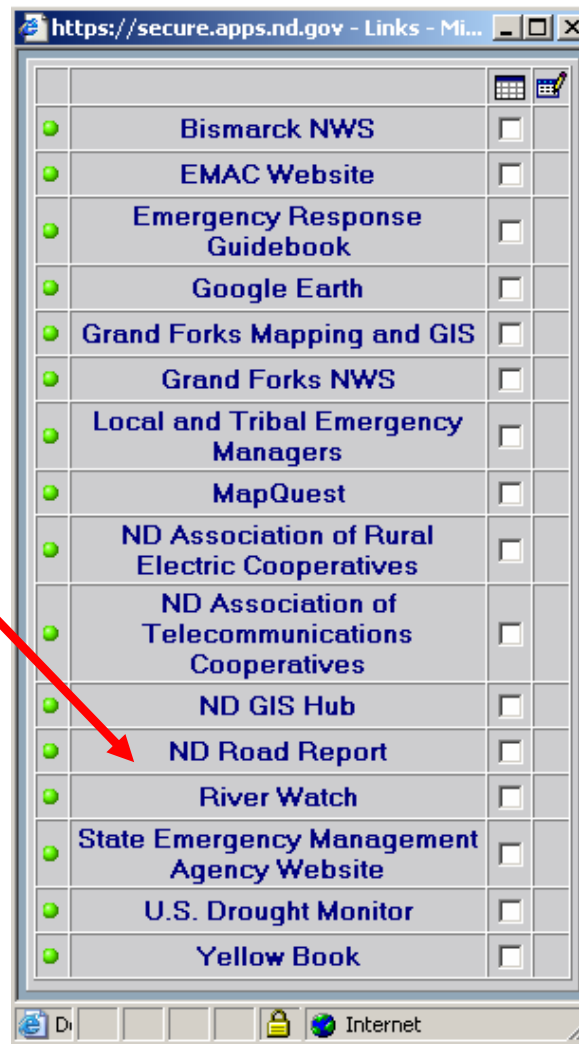 https://secure.apps.nd.gov - Links - Mi...
Bismarck NWS
EMAC Website
Emergency Response
Guidebook
Google Earth
Grand Forks Mapping and GIS
Grand Forks NWS
Local and Tribal Emergency
Managers
MapQuest
ND Association of Rural
Electric Cooperatives
ND Association of
Telecommunications
Cooperatives
ND GIS Hub
ND Road Report
River Watch
State Emergency Management
Agency Website
U.S. Drought Monitor
Yellow Book
Internet